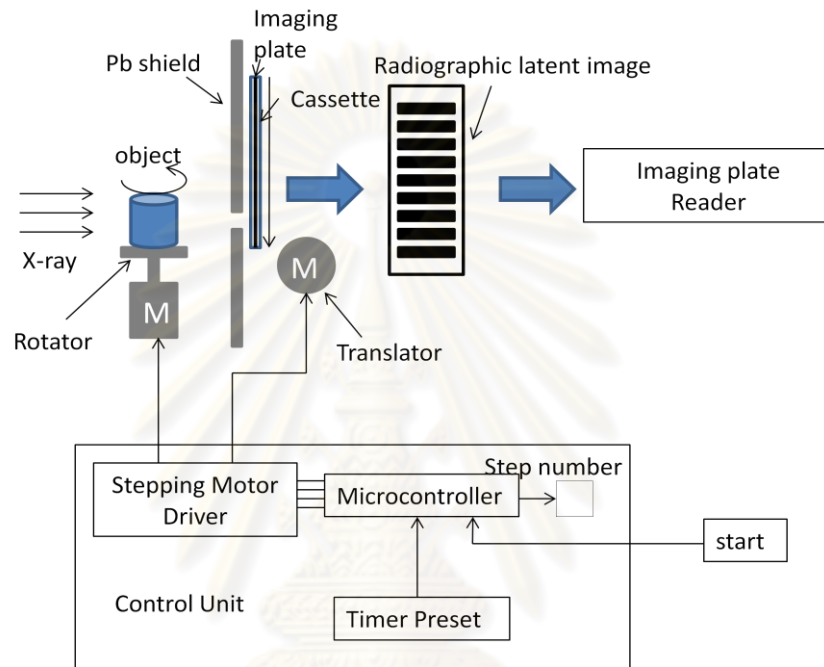 Imaging
plate
Pb shield
Radiographic latent image
Cassette
object
Imaging plate
Reader
X-ray
M
M
Rotator
Translator
Step number
Stepping Motor
Driver
Microcontroller
start
Control Unit
Timer Preset